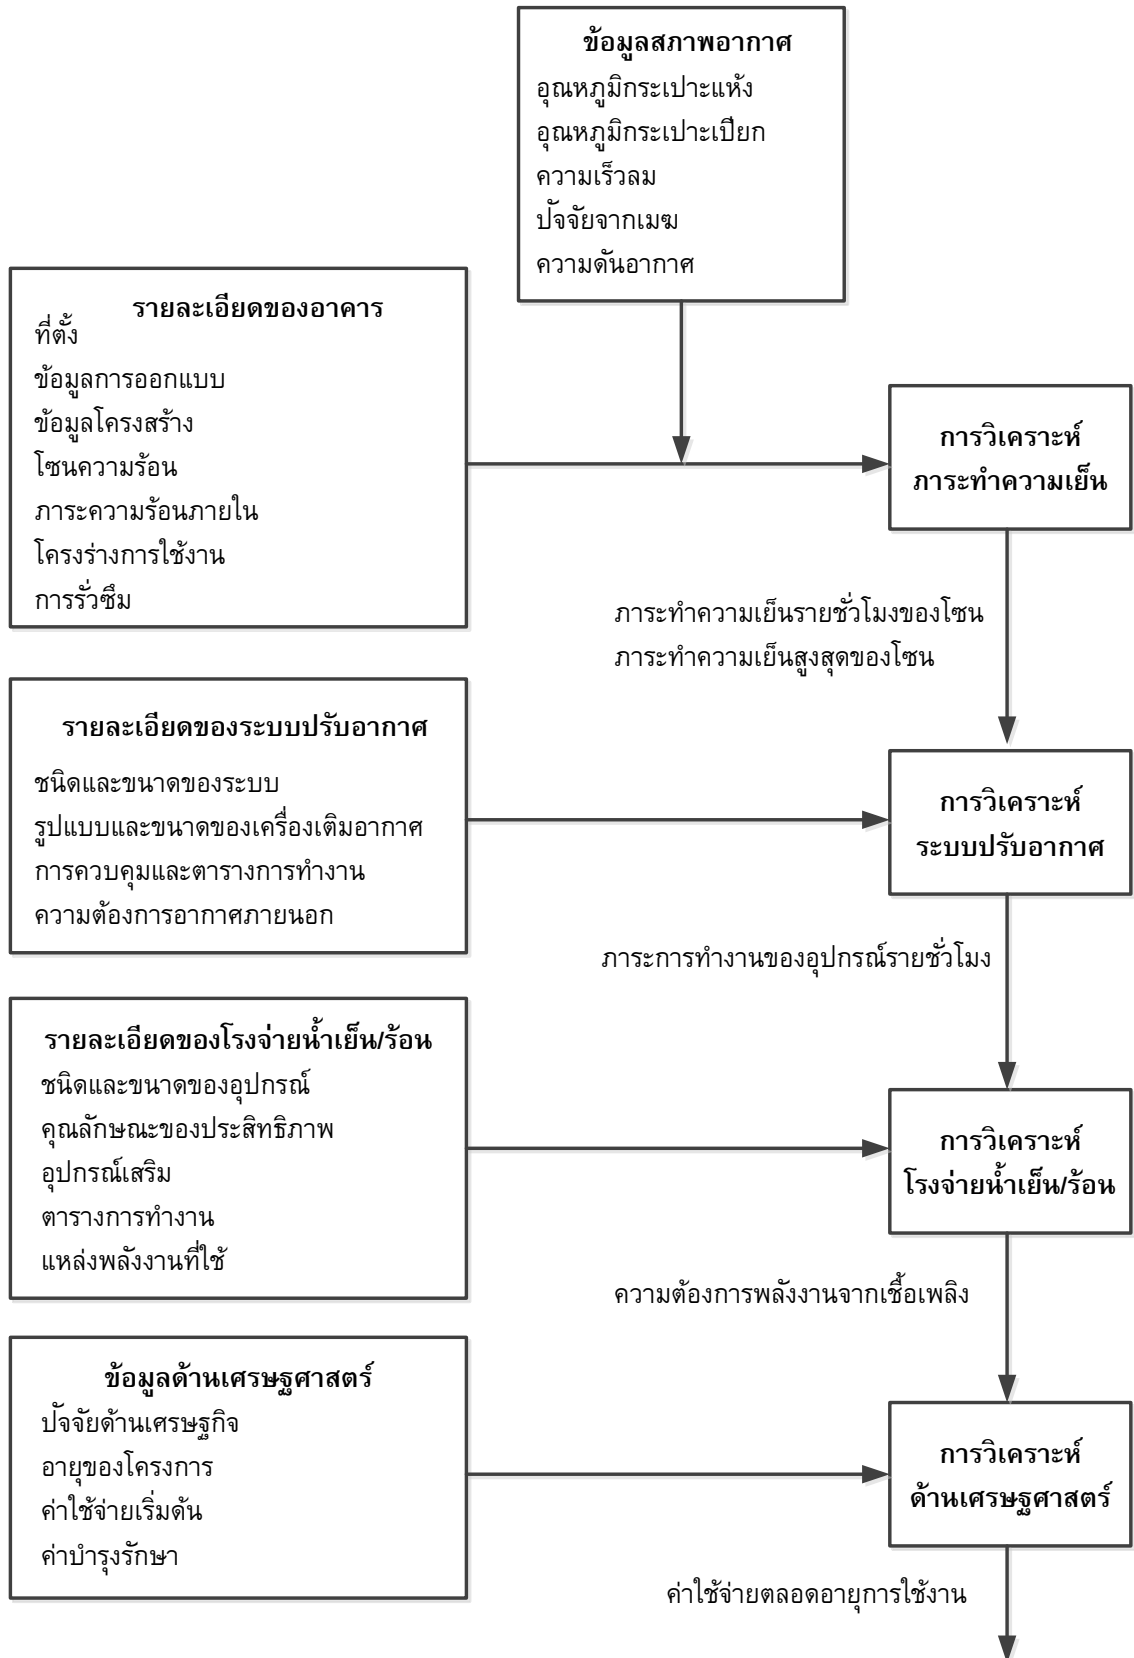 ข้อมูลสภาพอากาศ
อุณหภูมิกระเปาะแห้ง
อุณหภูมิกระเปาะเปียก
ความเร็วลม
ปัจจัยจากเมฆ
ความดันอากาศ
รายละเอียดของอาคาร
ที่ตั้ง
ข้อมูลการออกแบบ
ข้อมูลโครงสร้าง
โซนความร้อน
ภาระความร้อนภายใน
โครงร่างการใช้งาน
การรั่วซึม
การวิเคราะห์
ภาระทำความเย็น
ภาระทำความเย็นรายชั่วโมงของโซน
ภาระทำความเย็นสูงสุดของโซน
รายละเอียดของระบบปรับอากาศ
ชนิดและขนาดของระบบ
รูปแบบและขนาดของเครื่องเติมอากาศ
การควบคุมและตารางการทำงาน
ความต้องการอากาศภายนอก
การวิเคราะห์
ระบบปรับอากาศ
ภาระการทำงานของอุปกรณ์รายชั่วโมง
รายละเอียดของโรงจ่ายน้ำเย็น/ร้อน
ชนิดและขนาดของอุปกรณ์
คุณลักษณะของประสิทธิภาพ
อุปกรณ์เสริม
ตารางการทำงาน
แหล่งพลังงานที่ใช้
การวิเคราะห์
โรงจ่ายน้ำเย็น/ร้อน
ความต้องการพลังงานจากเชื้อเพลิง
ข้อมูลด้านเศรษฐศาสตร์
ปัจจัยด้านเศรษฐกิจ
อายุของโครงการ
ค่าใช้จ่ายเริ่มต้น
ค่าบำรุงรักษา
การวิเคราะห์
ด้านเศรษฐศาสตร์
ค่าใช้จ่ายตลอดอายุการใช้งาน